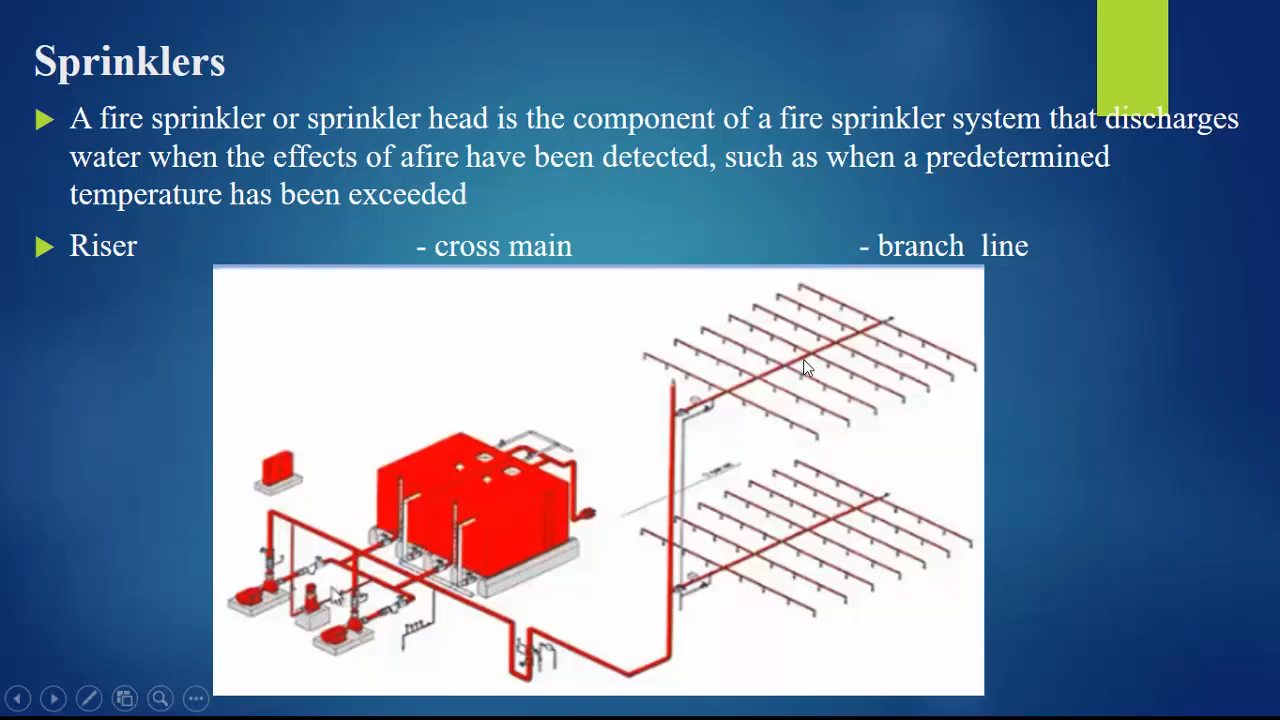 Sprinklers
A fire sprinkler or sprinkler head is the component of a fire sprinkler system that discharges
water when the effects of afire have been detected, such as when a predetermined
temperature has been exceeded
Riser - cross main - branch line